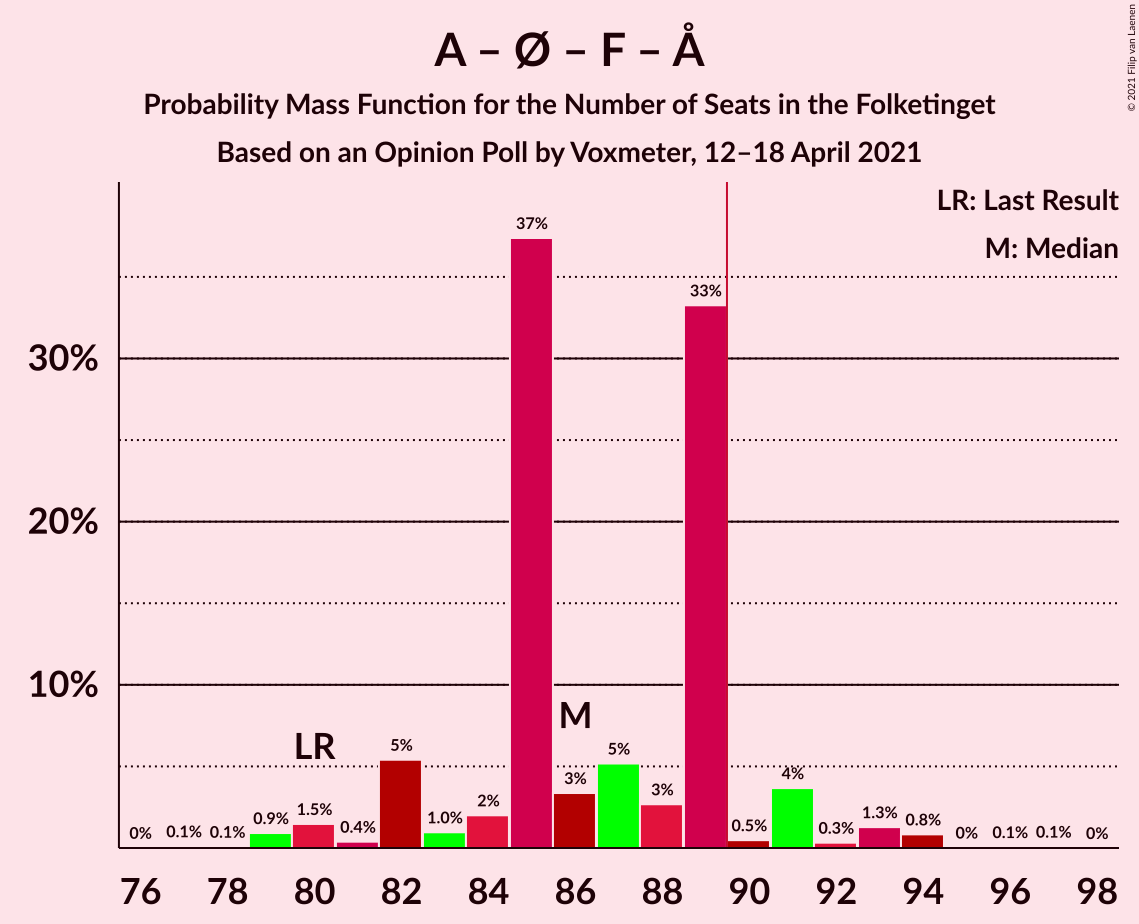 A – Ø – F – Å
Probability Mass Function for the Number of Seats in the Folketinget
Based on an Opinion Poll by Voxmeter, 12–18 April 2021
© 2021 Filip van Laenen
LR: Last Result
M: Median
30%
20%
10%
0%
0.1%
0.1%
0.9%
1.5%
0.4%
5%
1.0%
2%
37%
3%
5%
3%
33%
0.5%
4%
0.3%
1.3%
0.8%
0%
0.1%
0.1%
0%
LR
M
76 78 80 82 84 86 88 90 92 94 96 98